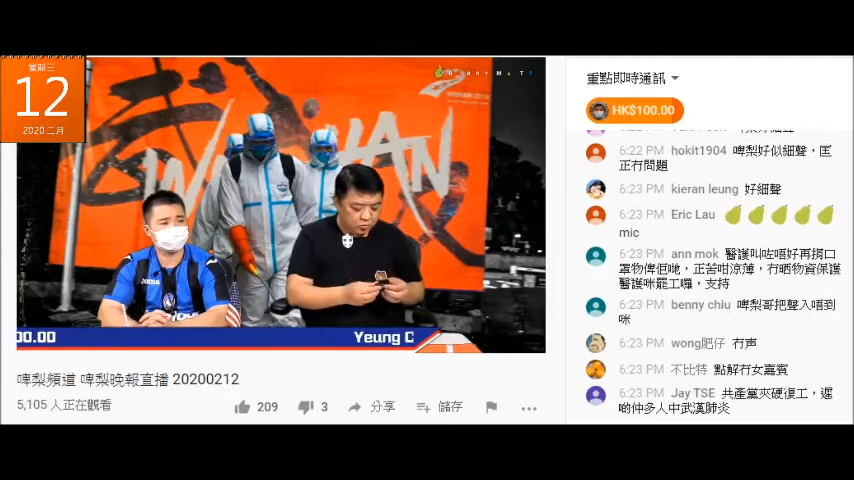 星期三
12
2020 二月
WUHAN
00.00
Yeung C
啤梨頻道 啤梨晚報直播 20200212
5,105 人正在觀看
209
3
分享
儲存
重點即時通訊
HK$100.00
6:22 PM hokit1904 啤梨好似細聲，匡
正冇問題
6:23 PM kieran leung 好細聲
6:23 PM Eric Lau
mic
6:23 PM ann mok 醫護叫咗唔好再捐口
罩物俾佢哋，正苦咁涼薄，冇晒物資保護
醫護咪罷工囉，支持
6:23 PM benny chiu 啤梨哥把聲入唔到
咪
6:23 PM wong肥仔 冇声
6:23 PM 不比特 點解冇女嘉賓
6:23 PM Jay TSE 共產黨夾硬復工，遲
啲仲多人中武漢肺炎